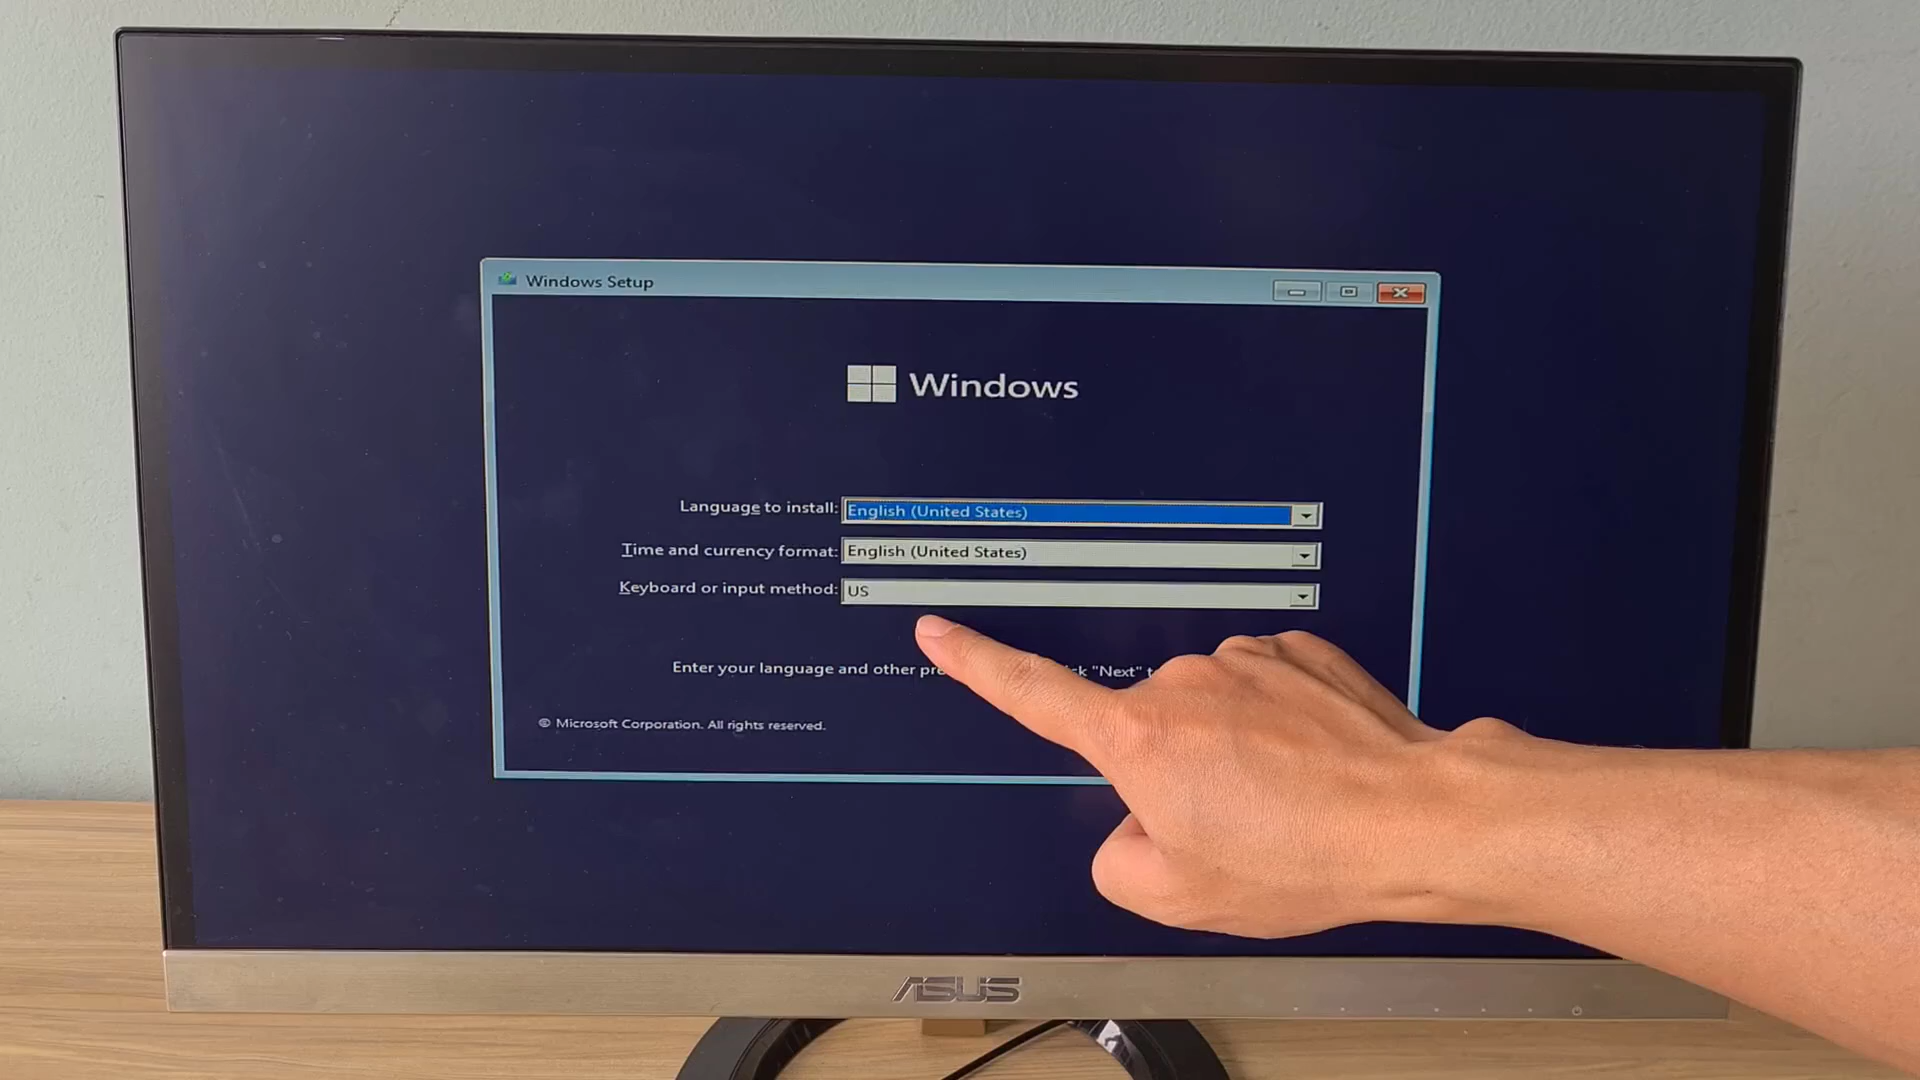 Windows Setup
Windows
Language to install: English (United States)
Time and currency format: English (United States)
Keyboard or input method: US
Enter your language and other "Next"
© Microsoft Corporation. All rights reserved.
ASUS